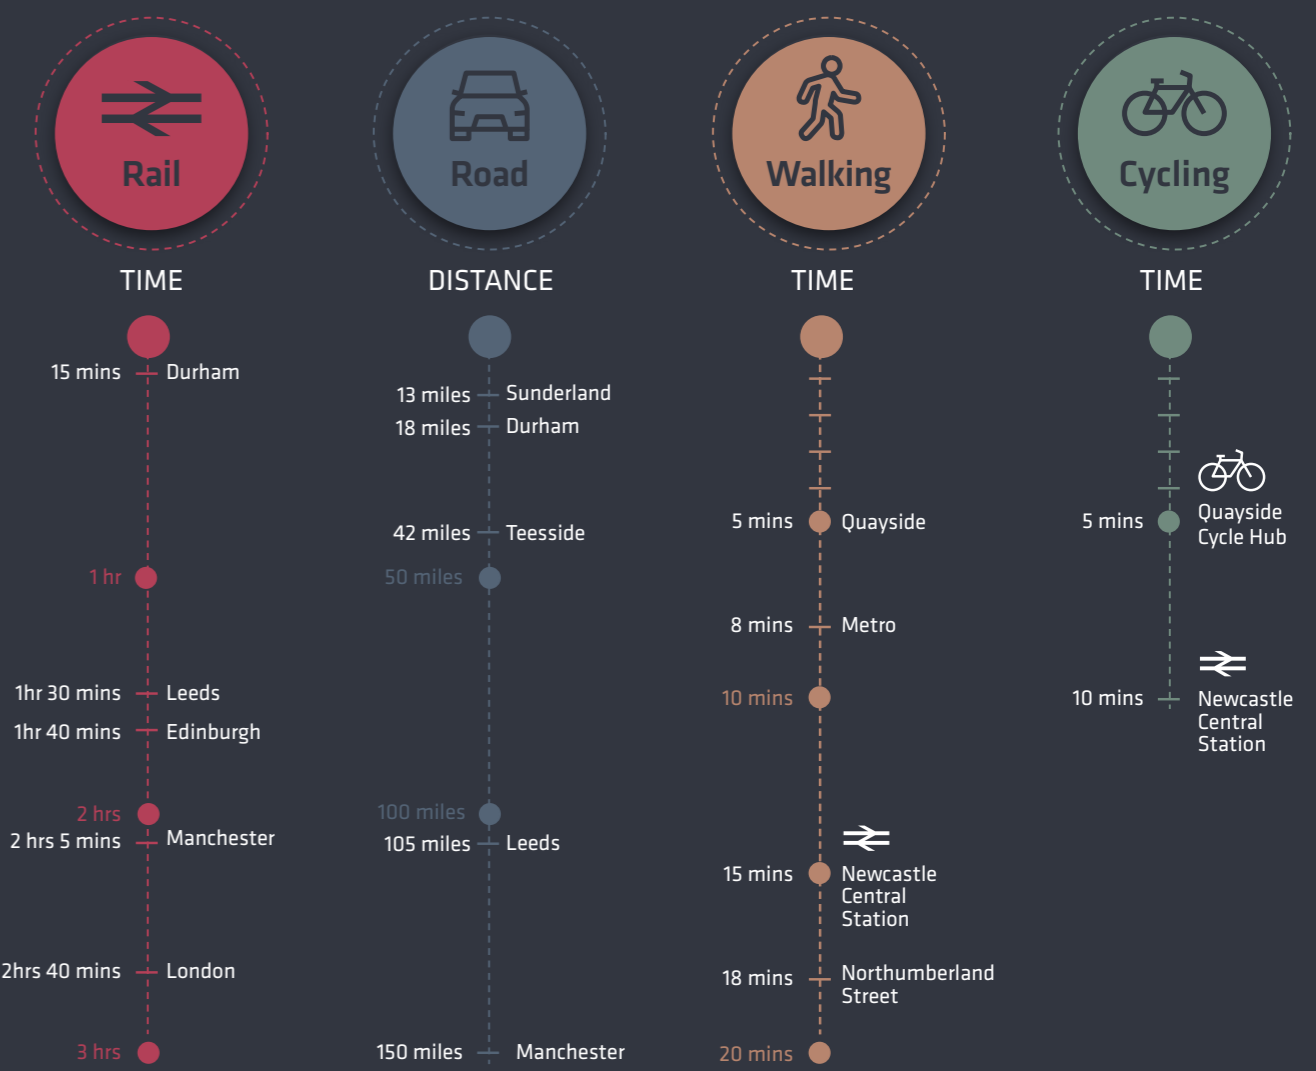 Rail
TIME
15 mins Durham
1 hr
1hr 30 mins Leeds
1hr 40 mins Edinburgh
2 hrs
2 hrs 5 mins Manchester
2hrs 40 mins London
3 hrs
Road
DISTANCE
13 miles Sunderland
18 miles Durham
42 miles Teesside
50 miles
100 miles
105 miles Leeds
150 miles Manchester
Walking
TIME
5 mins Quayside
8 mins Metro
10 mins
15 mins Newcastle
Central
Station
18 mins Northumberland
Street
20 mins
Cycling
TIME
5 mins Quayside
Cycle Hub
10 mins Newcastle
Central
Station